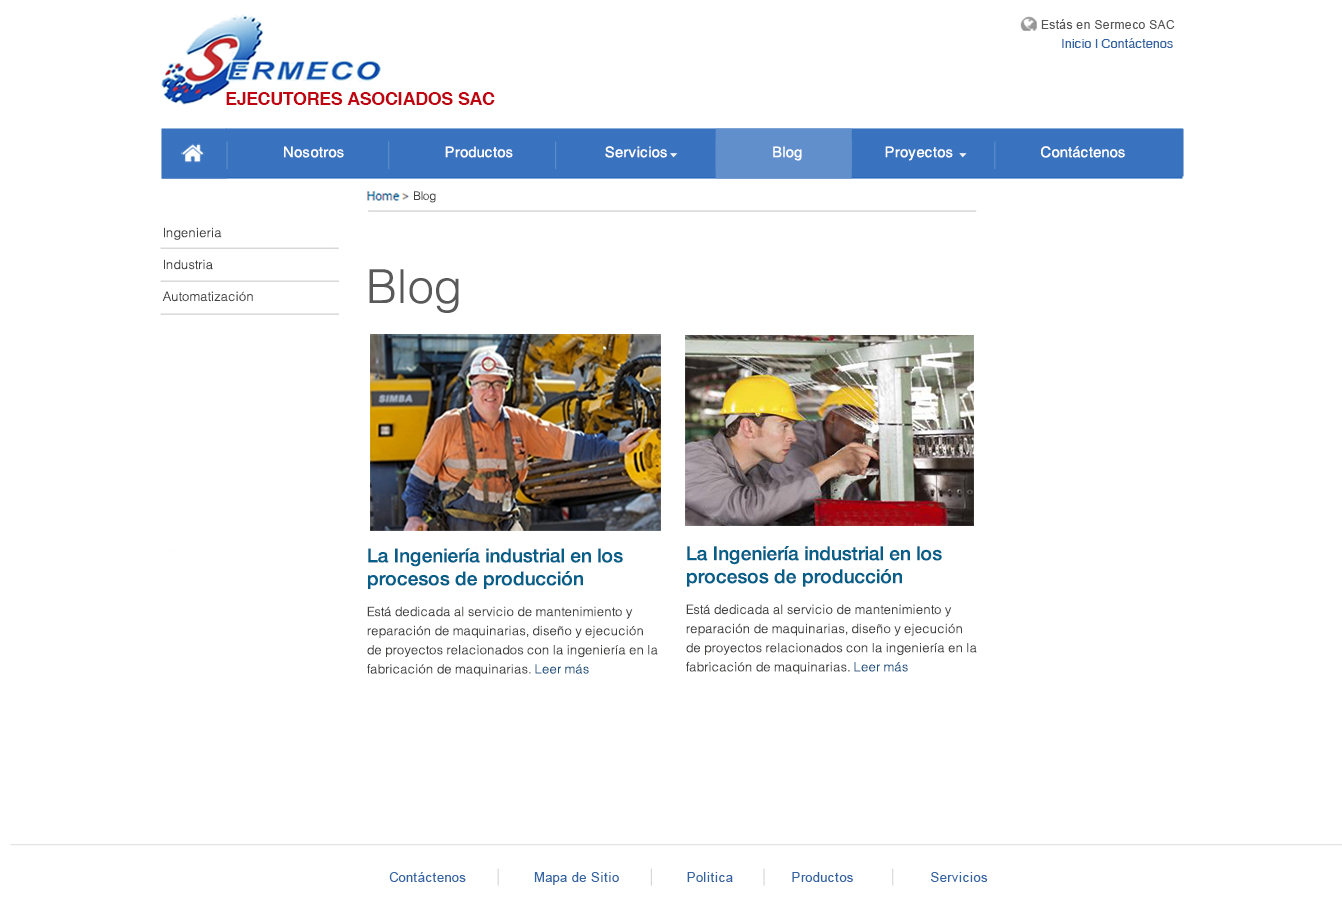 SERMECO
EJECUTORES ASOCIADOS SAC
Estás en Sermeco SAC
Inicio I Contáctenos
Nosotros Productos Servicios Blog Proyectos Contáctenos
Home > Blog
Ingenieria
Industria
Automatización
Blog
SIMBA
La Ingeniería industrial en los
procesos de producción
Está dedicada al servicio de mantenimiento y
reparación de maquinarias, diseño y ejecución
de proyectos relacionados con la ingeniería en la
fabricación de maquinarias. Leer más
La Ingeniería industrial en los
procesos de producción
Está dedicada al servicio de mantenimiento y
reparación de maquinarias, diseño y ejecución
de proyectos relacionados con la ingeniería en la
fabricación de maquinarias. Leer más
Contáctenos Mapa de Sitio Politica Productos Servicios